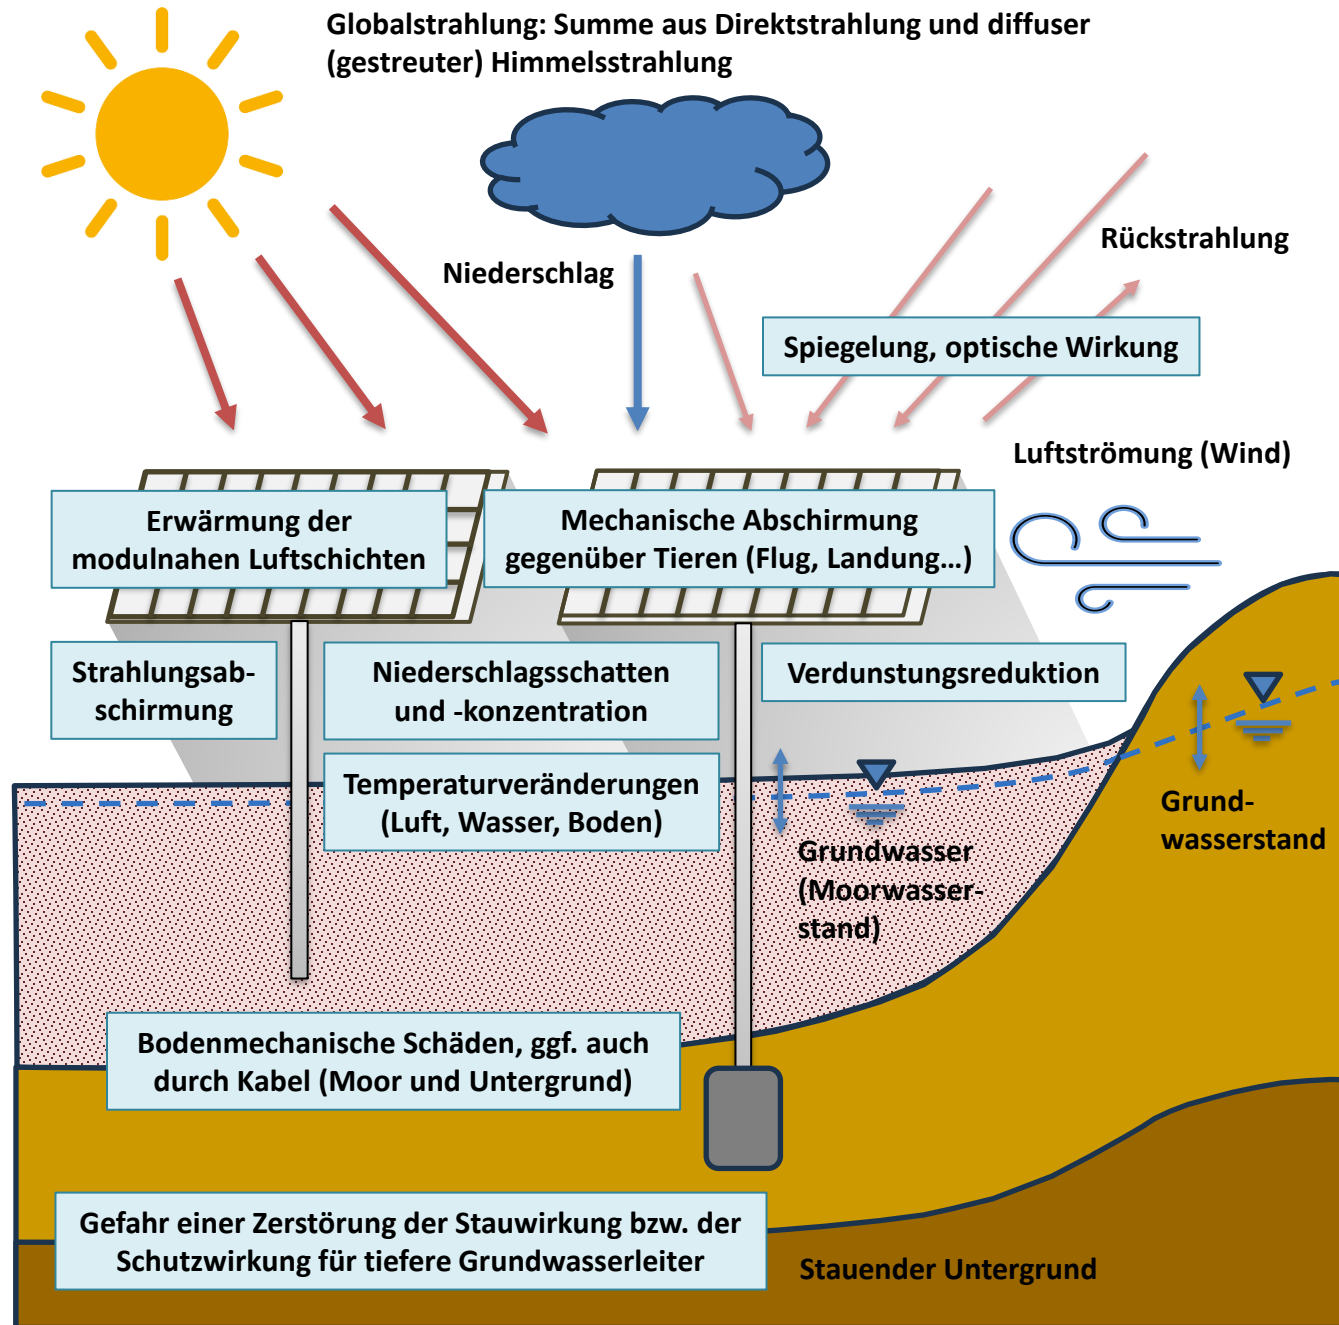 Globalstrahlung: Summe aus Direktstrahlung und diffuser
(gestreuter) Himmelsstrahlung
Rückstrahlung
Niederschlag
Spiegelung, optische Wirkung
Luftströmung (Wind)
Erwärmung der
modulnahen Luftschichten
Mechanische Abschirmung
gegenüber Tieren (Flug, Landung…)
Strahlungsab-
schirmung
Niederschlagsschatten
und -konzentration
Verdunstungsreduktion
Temperaturveränderungen
(Luft, Wasser, Boden)
Grund-
wasserstand
Grundwasser
(Moorwasser-
stand)
Bodenmechanische Schäden, ggf. auch
durch Kabel (Moor und Untergrund)
Gefahr einer Zerstörung der Stauwirkung bzw. der
Schutzwirkung für tiefere Grundwasserleiter
Stauender Untergrund